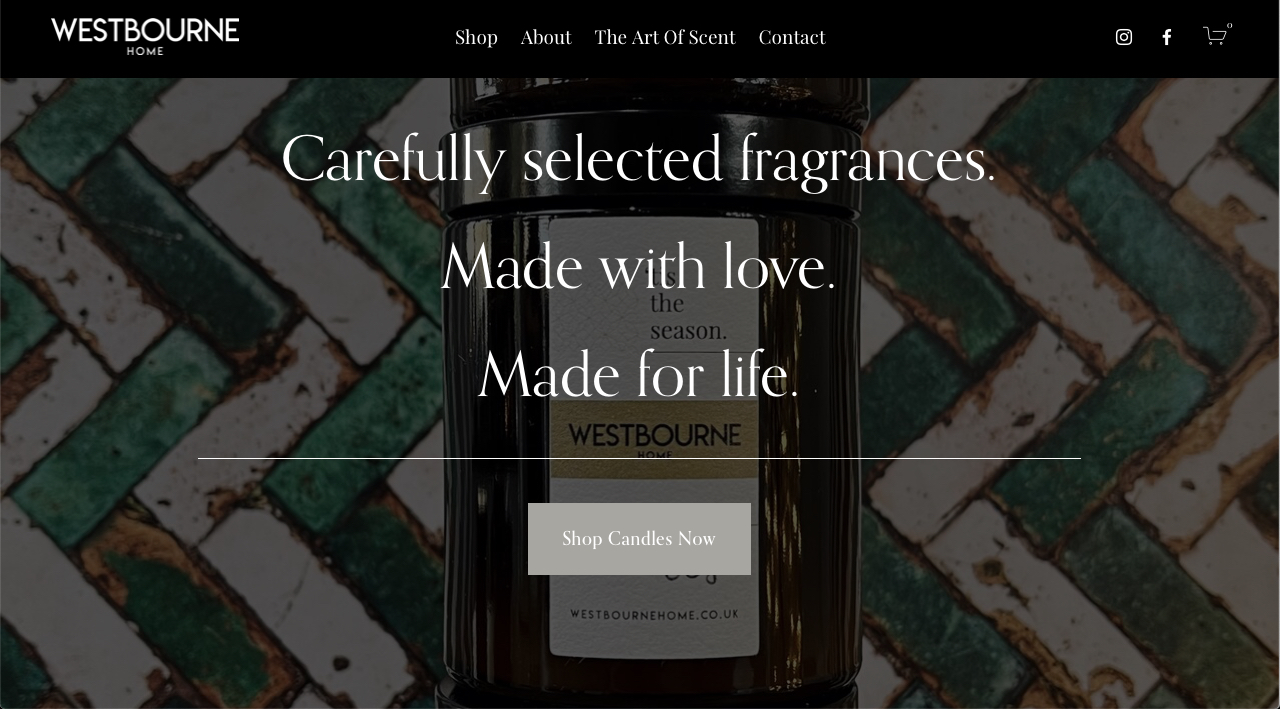 WESTBOURNE
HOME
Shop About The Art Of Scent Contact
0
Carefully selected fragrances.
Made with love.
the
season.
Made for life.
WESTBOURNE
HOME
Shop Candles Now
WESTBOURNEHOME.CO.UK